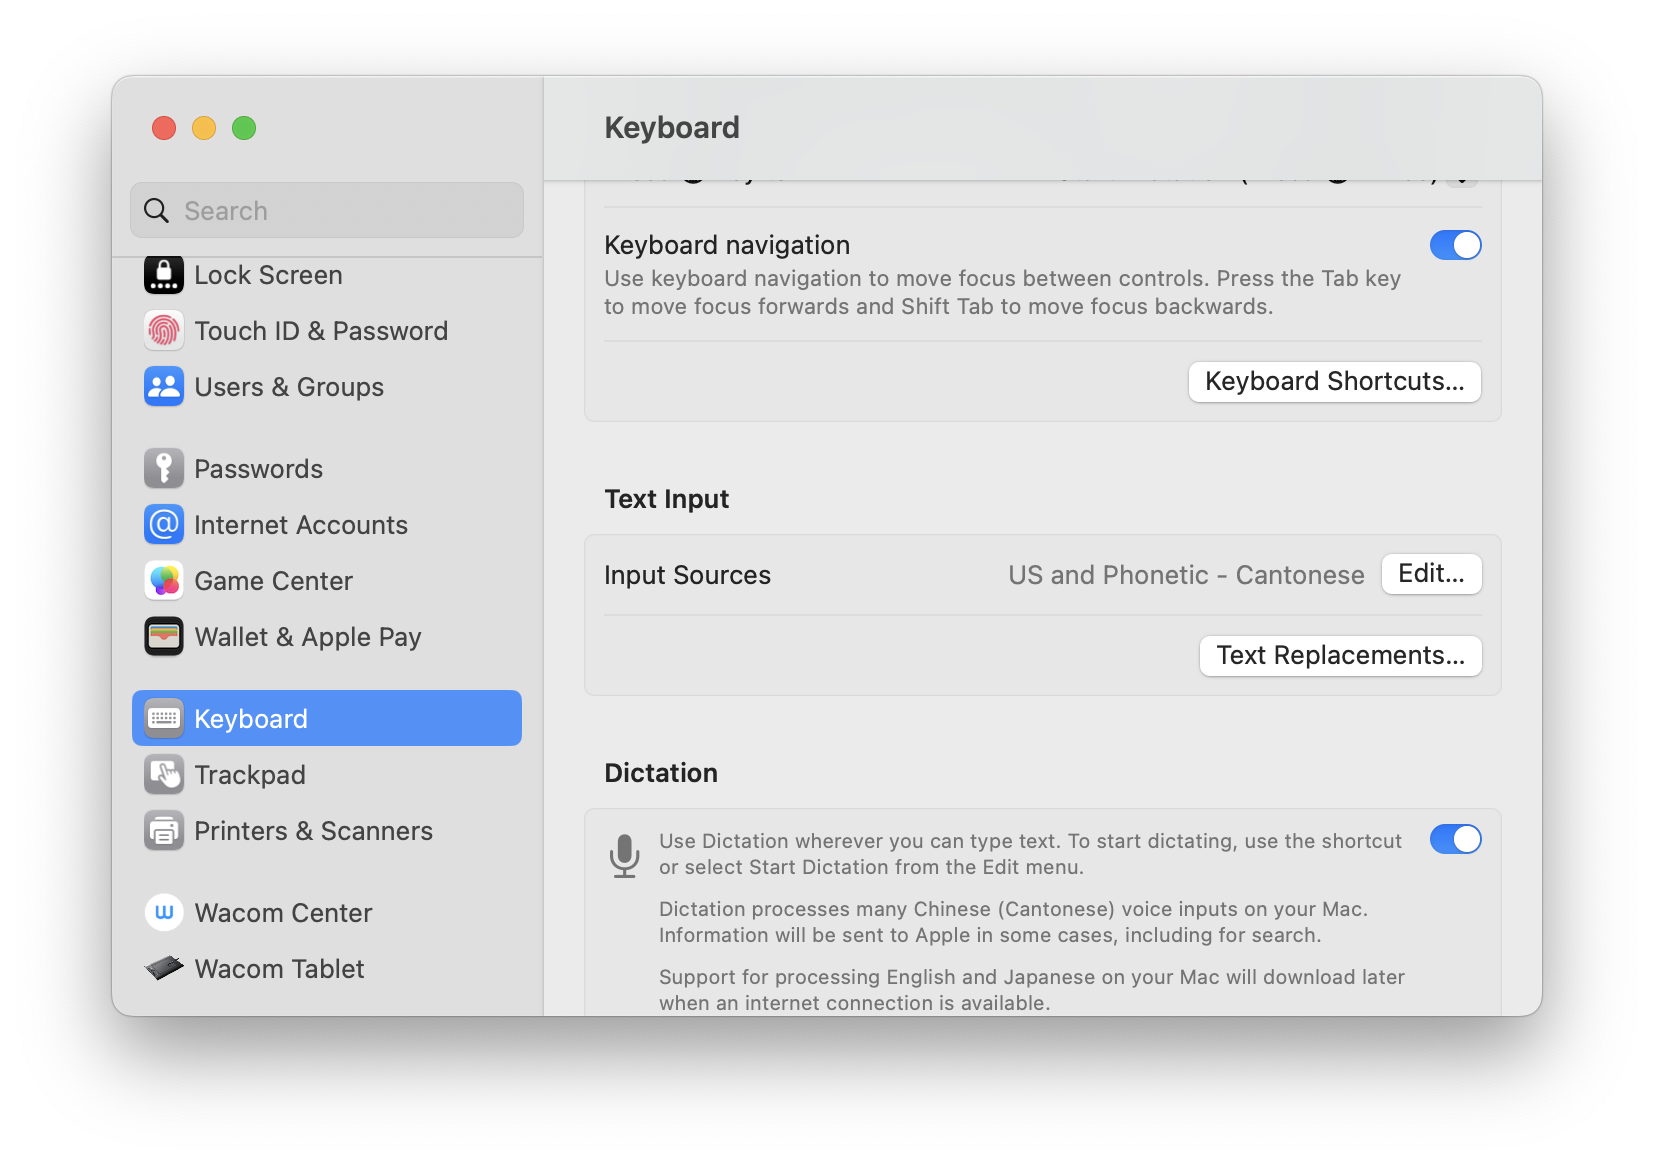 Keyboard
Search
Lock Screen
Touch ID & Password
Users & Groups
Passwords
Internet Accounts
Game Center
Wallet & Apple Pay
Keyboard
Trackpad
Printers & Scanners
Wacom Center
Wacom Tablet
Keyboard navigation
Use keyboard navigation to move focus between controls. Press the Tab key
to move focus forwards and Shift Tab to move focus backwards.
Keyboard Shortcuts...
Text Input
Input Sources US and Phonetic - Cantonese Edit...
Text Replacements...
Dictation
Use Dictation wherever you can type text. To start dictating, use the shortcut
or select Start Dictation from the Edit menu.
Dictation processes many Chinese (Cantonese) voice inputs on your Mac.
Information will be sent to Apple in some cases, including for search.
Support for processing English and Japanese on your Mac will download later
when an internet connection is available.